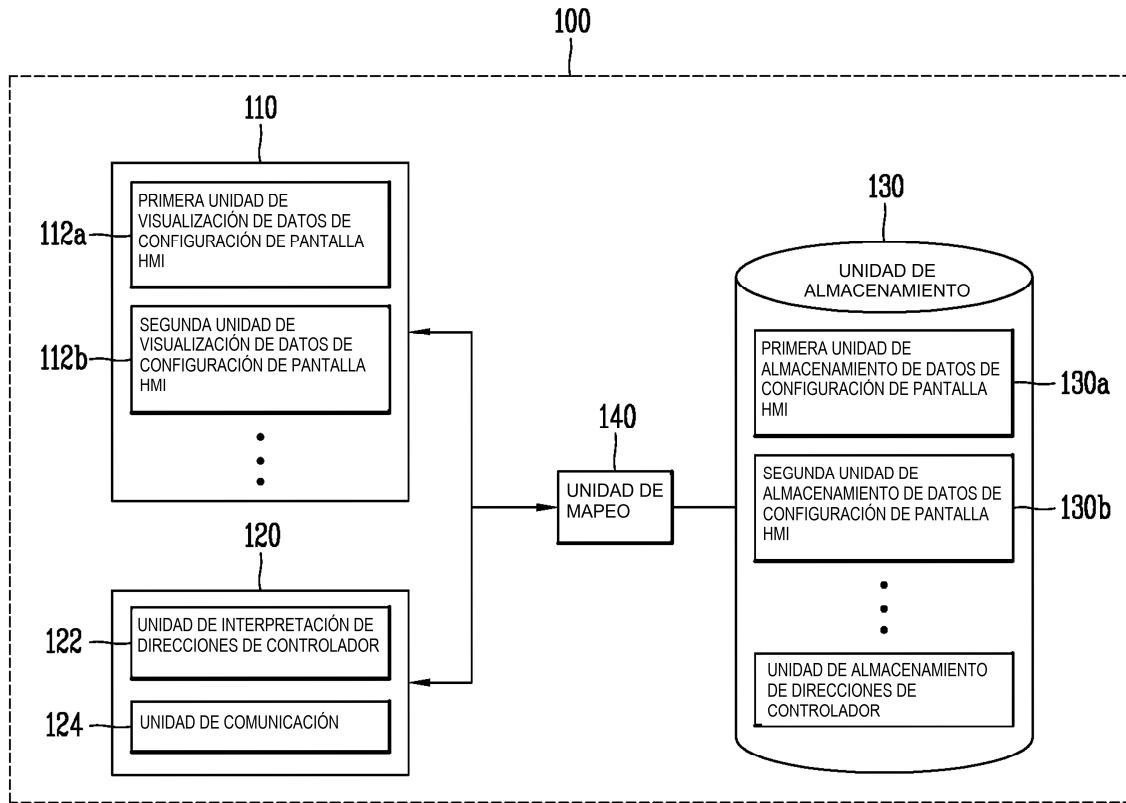 100
110
PRIMERA UNIDAD DE
VISUALIZACIÓN DE DATOS DE
CONFIGURACIÓN DE PANTALLA
HMI
112a
SEGUNDA UNIDAD DE
VISUALIZACIÓN DE DATOS DE
CONFIGURACIÓN DE PANTALLA
HMI
112b
120
UNIDAD DE INTERPRETACIÓN DE
DIRECCIONES DE CONTROLADOR
122
UNIDAD DE COMUNICACIÓN
124
140
UNIDAD DE
MAPEO
130
UNIDAD DE
ALMACENAMIENTO
PRIMERA UNIDAD DE
ALMACENAMIENTO DE DATOS DE
CONFIGURACIÓN DE PANTALLA
HMI
130a
SEGUNDA UNIDAD DE
ALMACENAMIENTO DE DATOS DE
CONFIGURACIÓN DE PANTALLA
HMI
130b
UNIDAD DE ALMACENAMIENTO
DE DIRECCIONES DE
CONTROLADOR